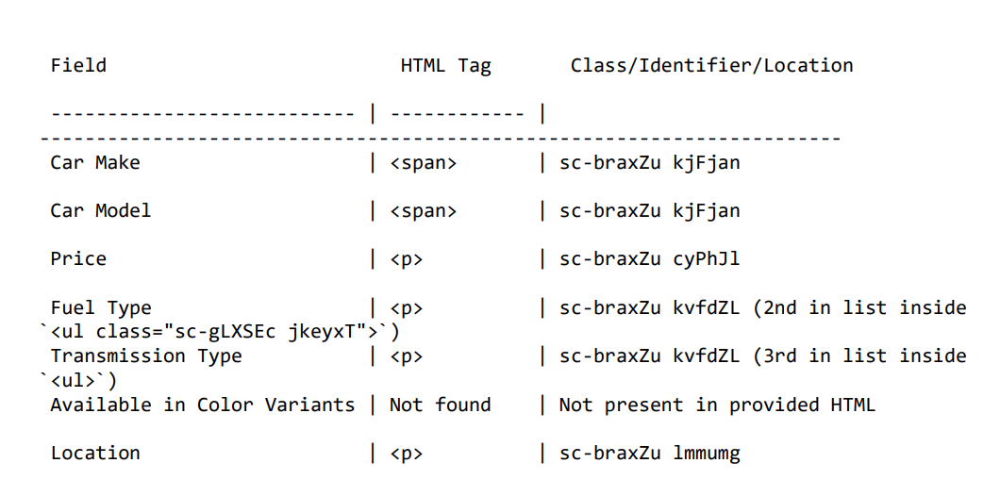 Field HTML Tag Class/Identifier/Location
--------------------------- | ------------ |
-----------------------------------------------------------------------
Car Make | <span> | sc-braxZu kjFjan
Car Model | <span> | sc-braxZu kjFjan
Price | <p> | sc-braxZu cyPhJl
Fuel Type | <p> | sc-braxZu kvfdZL (2nd in list inside
`<ul class="sc-gLXSEc jkeyxT">`)
Transmission Type | <p> | sc-braxZu kvfdZL (3rd in list inside
`<ul>`)
Available in Color Variants | Not found | Not present in provided HTML
Location | <p> | sc-braxZu lmmumg